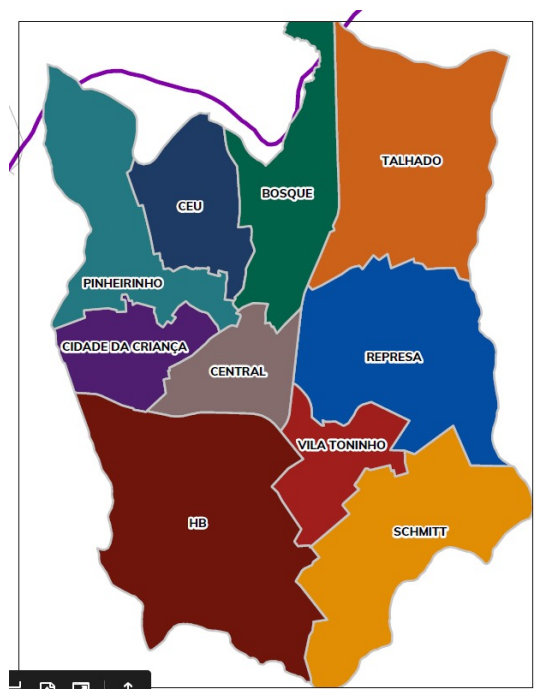 TALHADO
BOSQUE
CEU
PINHEIRINHO
CIDADE DA CRIANÇA
CENTRAL
REPRESA
VILA TONINHO
HB
SCHMITT